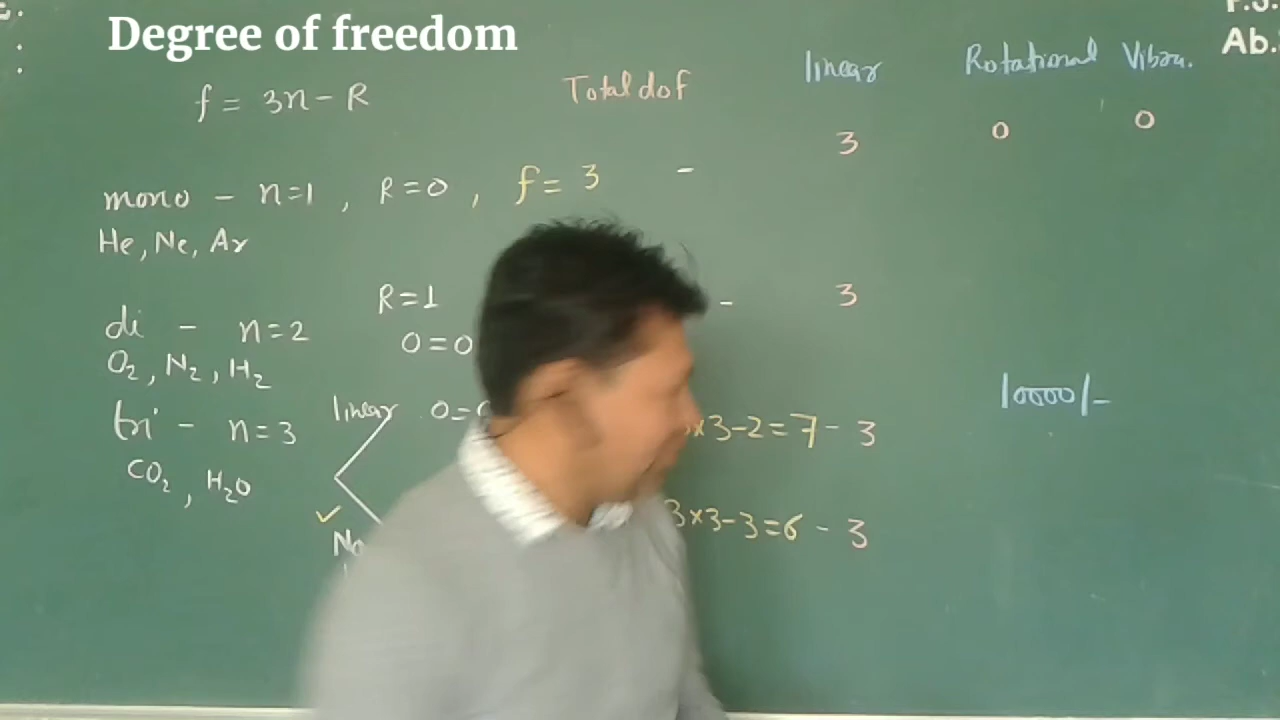 Degree of freedom
f = 3n - R
Total dof linear Rotational Vibra.
Ab.
3 0 0
mono - n=1 , R=0 , f = 3 -
He, Ne, Ar
R=1 - 3
di - n=2
0=0
O₂, N₂, H₂
10000/-
linear 0=
tri - n=3
×3-2=7- 3
CO₂, H₂O
3×3-3=6 - 3
✓